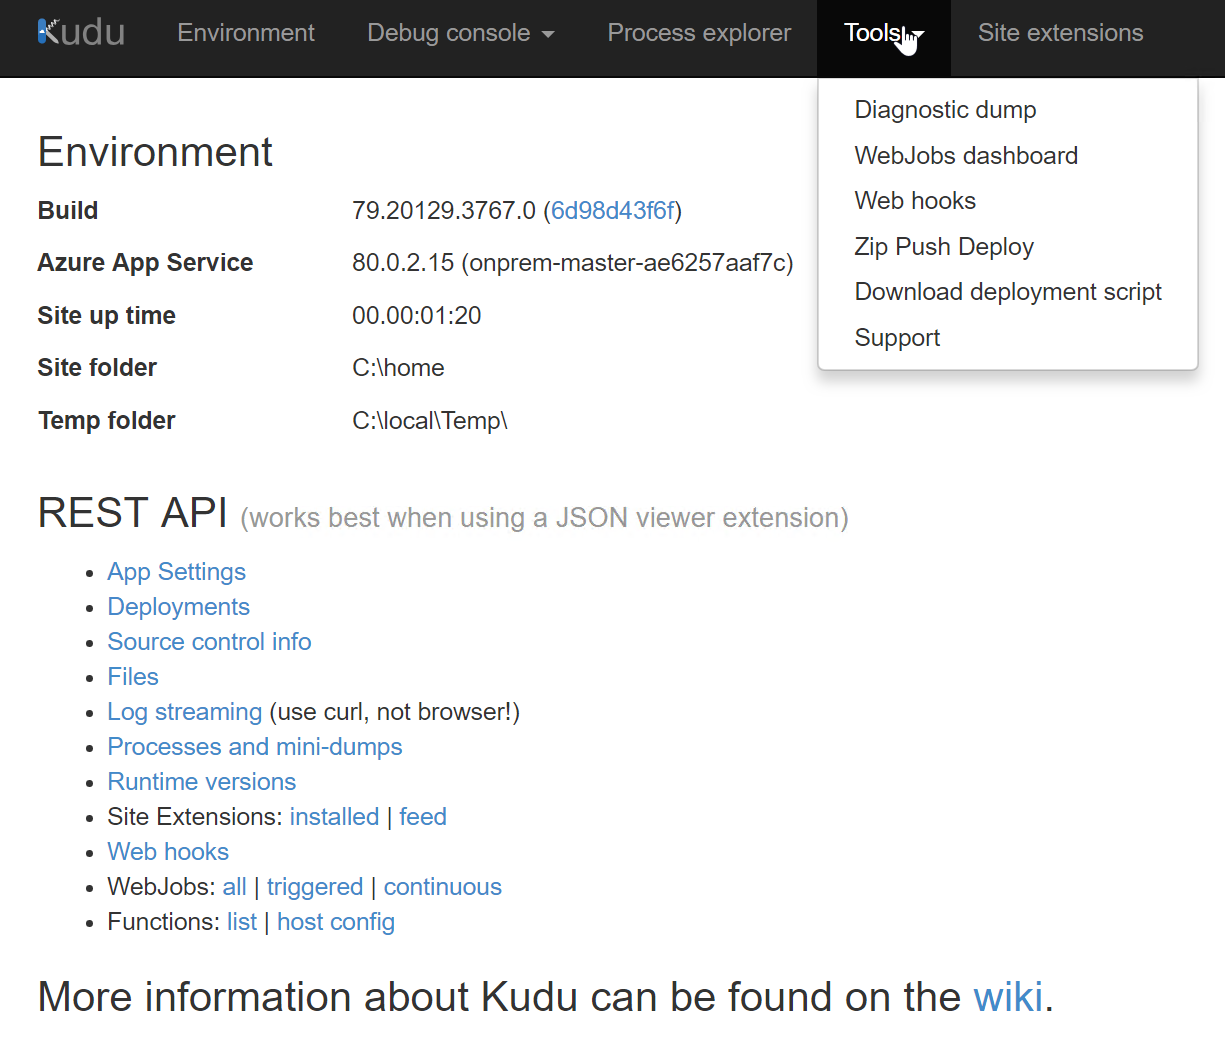 Kudu Environment Debug console Process explorer Tools Site extensions
Diagnostic dump
WebJobs dashboard
Web hooks
Zip Push Deploy
Download deployment script
Support
Environment
Build 79.20129.3767.0 (6d98d43f6f)
Azure App Service 80.0.2.15 (onprem-master-ae6257aaf7c)
Site up time 00.00:01:20
Site folder C:\home
Temp folder C:\local\Temp\
REST API (works best when using a JSON viewer extension)
• App Settings
• Deployments
• Source control info
• Files
• Log streaming (use curl, not browser!)
• Processes and mini-dumps
• Runtime versions
• Site Extensions: installed | feed
• Web hooks
• WebJobs: all | triggered | continuous
• Functions: list | host config
More information about Kudu can be found on the wiki.